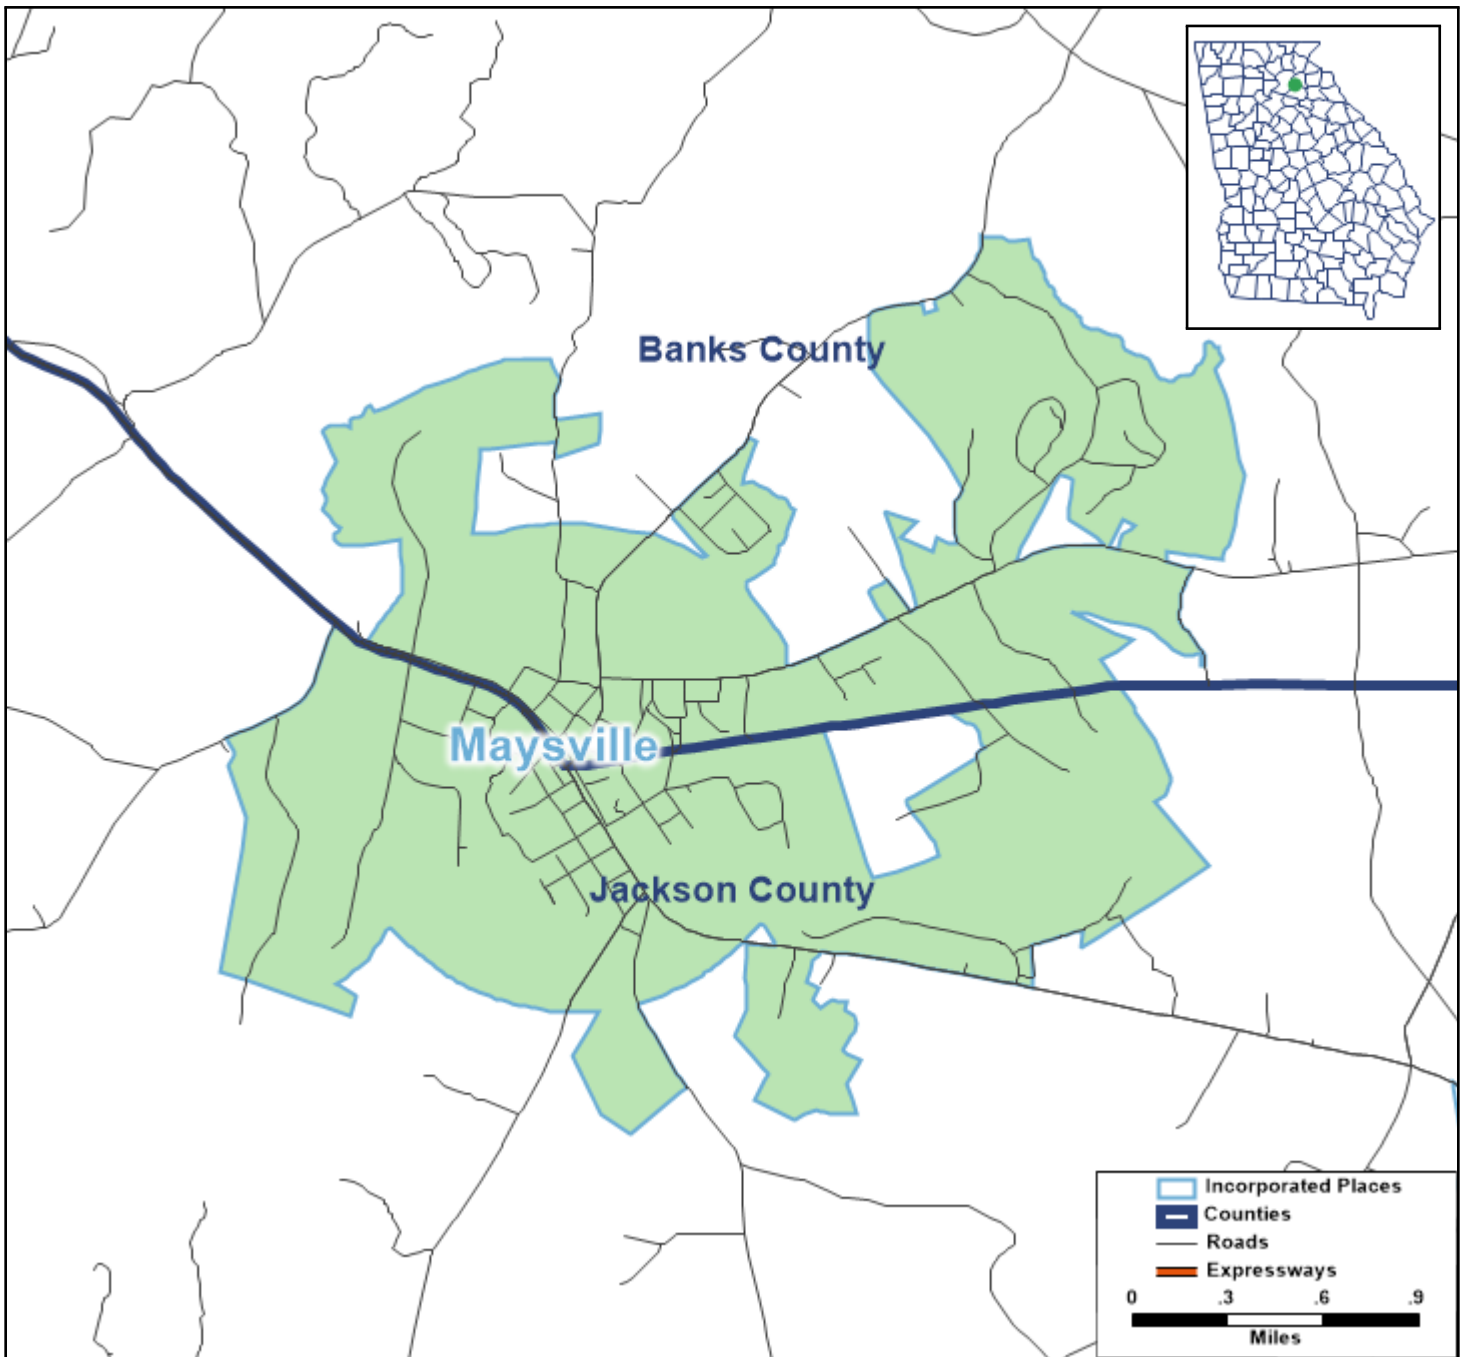 Banks County
Maysville
Jackson County
Incorporated Places
Counties
Roads
Expressways
0 .3 .6 .9
Miles